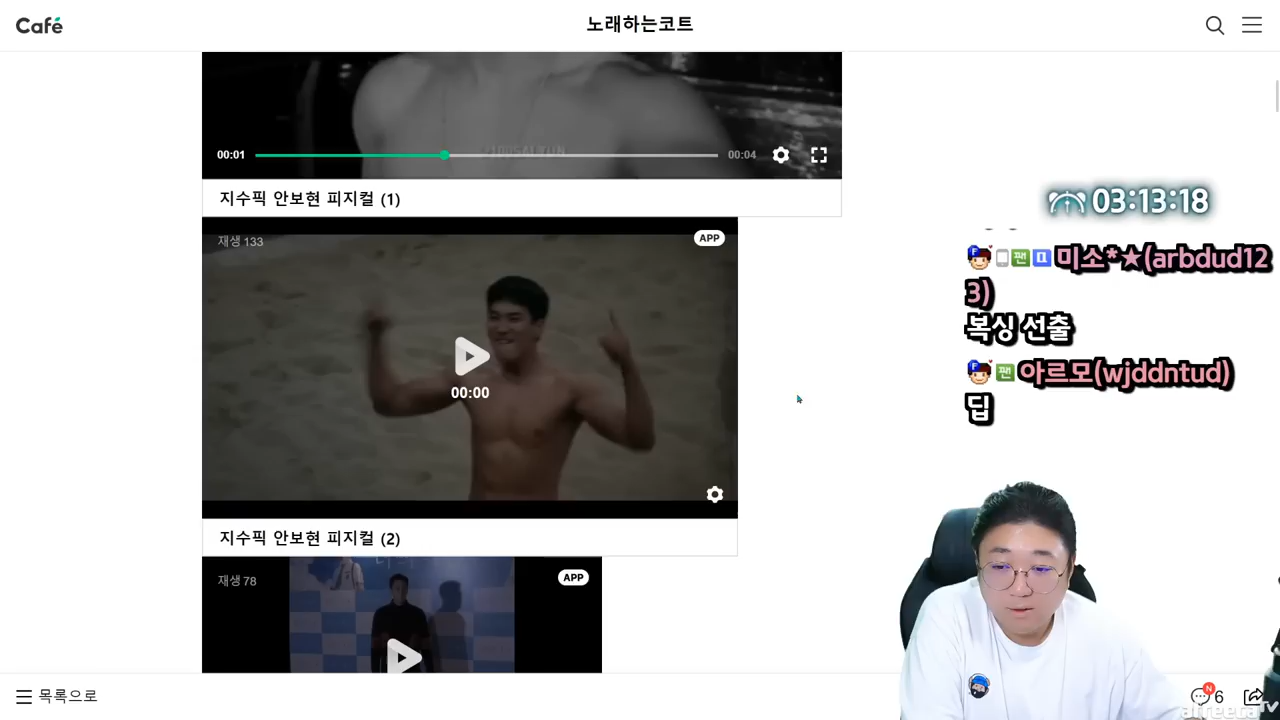 Café
노래하는코트
00:01
00:04
지수픽 안보현 피지컬 (1)
재생 133
APP
00:00
지수픽 안보현 피지컬 (2)
재생 78
APP
목록으로
03:13:18
팬 미소*★(arbdud12
3)
복싱 선출
팬 아르모(wjddntud)
딥
N
6
afreecaTV